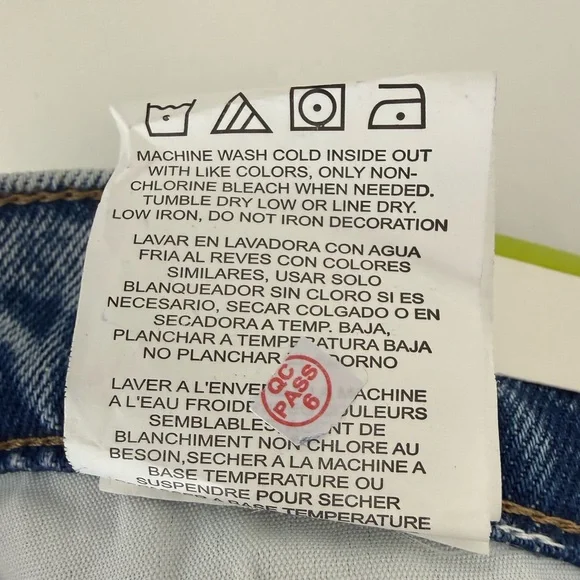 MACHINE WASH COLD INSIDE OUT
WITH LIKE COLORS, ONLY NON-
CHLORINE BLEACH WHEN NEEDED.
TUMBLE DRY LOW OR LINE DRY.
LOW IRON, DO NOT IRON DECORATION
LAVAR EN LAVADORA CON AGUA
FRIA AL REVES CON COLORES
SIMILARES, USAR SOLO
BLANQUEADOR SIN CLORO SI ES
NECESARIO, SECAR COLGADO O EN
SECADORA A TEMP. BAJA,
PLANCHAR A TEMPERATURA BAJA
NO PLANCHAR
LAVER A L'ENVE MACHINE
A L'EAU FROIDE
SEMBLABLES
BLANCHIMENT NON CHLORE AU
BESOIN,SECHER A LA MACHINE A
BASE TEMPERATURE OU
SUSPENDRE POUR SECHER
A BASE TEMPERATURE
QC
PASS
6